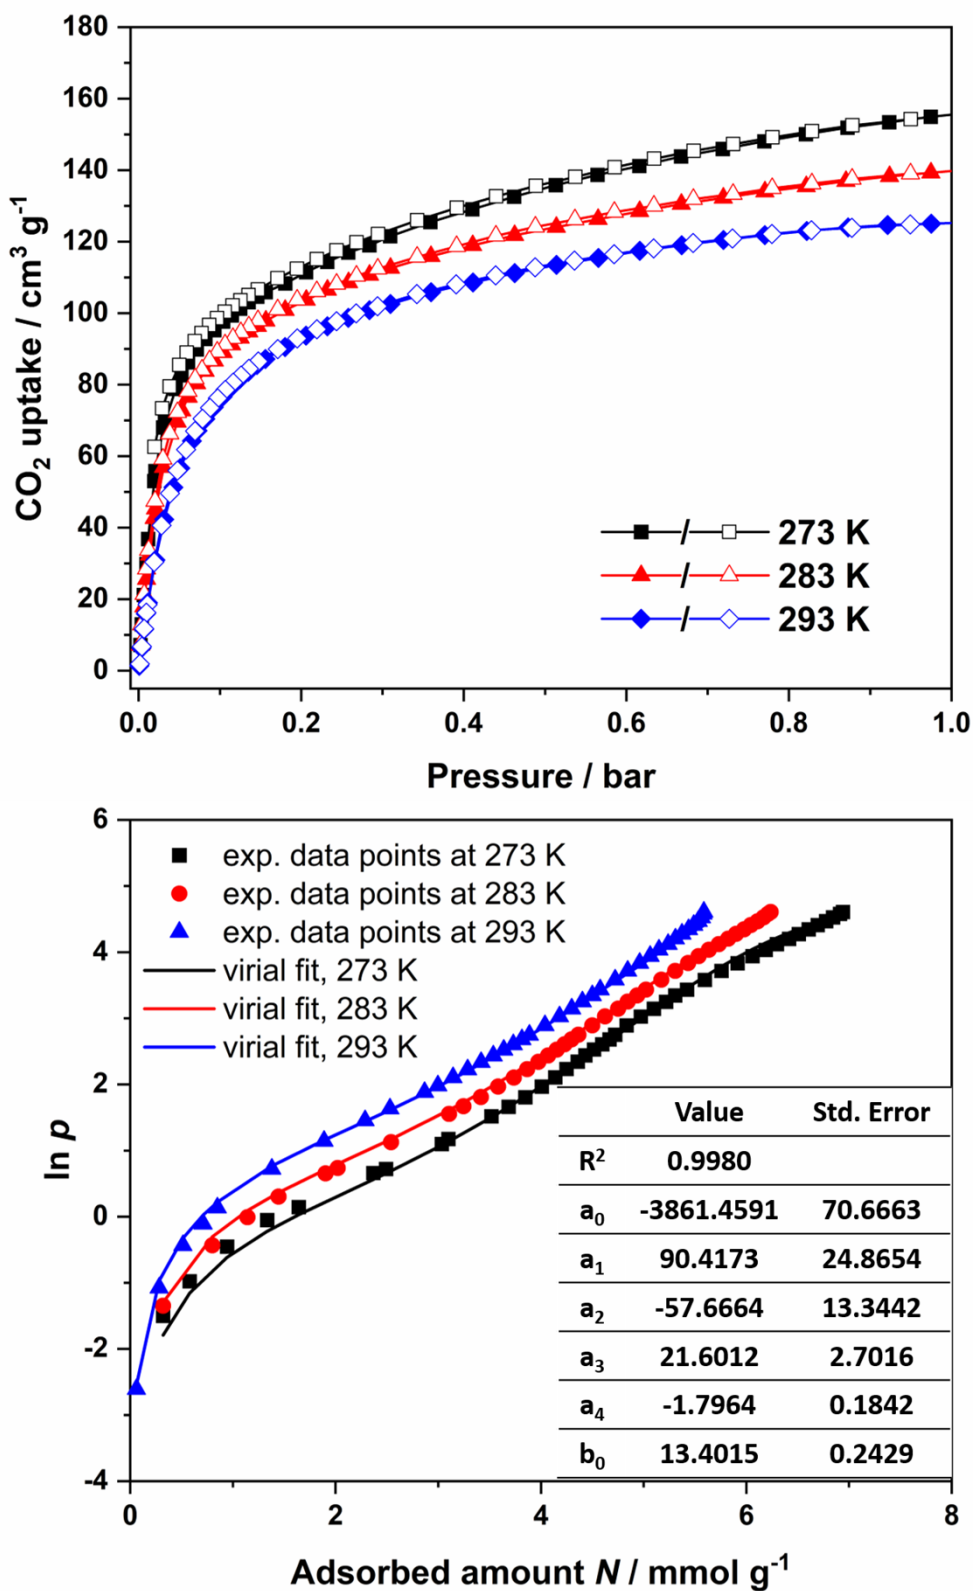 180
160
140
120
100
80
60
40
20
0
CO₂ uptake / cm³ g⁻¹
/ 273 K
/ 283 K
/ 293 K
0.0 0.2 0.4 0.6 0.8 1.0
Pressure / bar
6
4
2
0
-2
-4
ln p
exp. data points at 273 K
exp. data points at 283 K
exp. data points at 293 K
virial fit, 273 K
virial fit, 283 K
virial fit, 293 K
Value Std. Error
R² 0.9980
a₀ -3861.4591 70.6663
a₁ 90.4173 24.8654
a₂ -57.6664 13.3442
a₃ 21.6012 2.7016
a₄ -1.7964 0.1842
b₀ 13.4015 0.2429
0 2 4 6 8
Adsorbed amount N / mmol g⁻¹